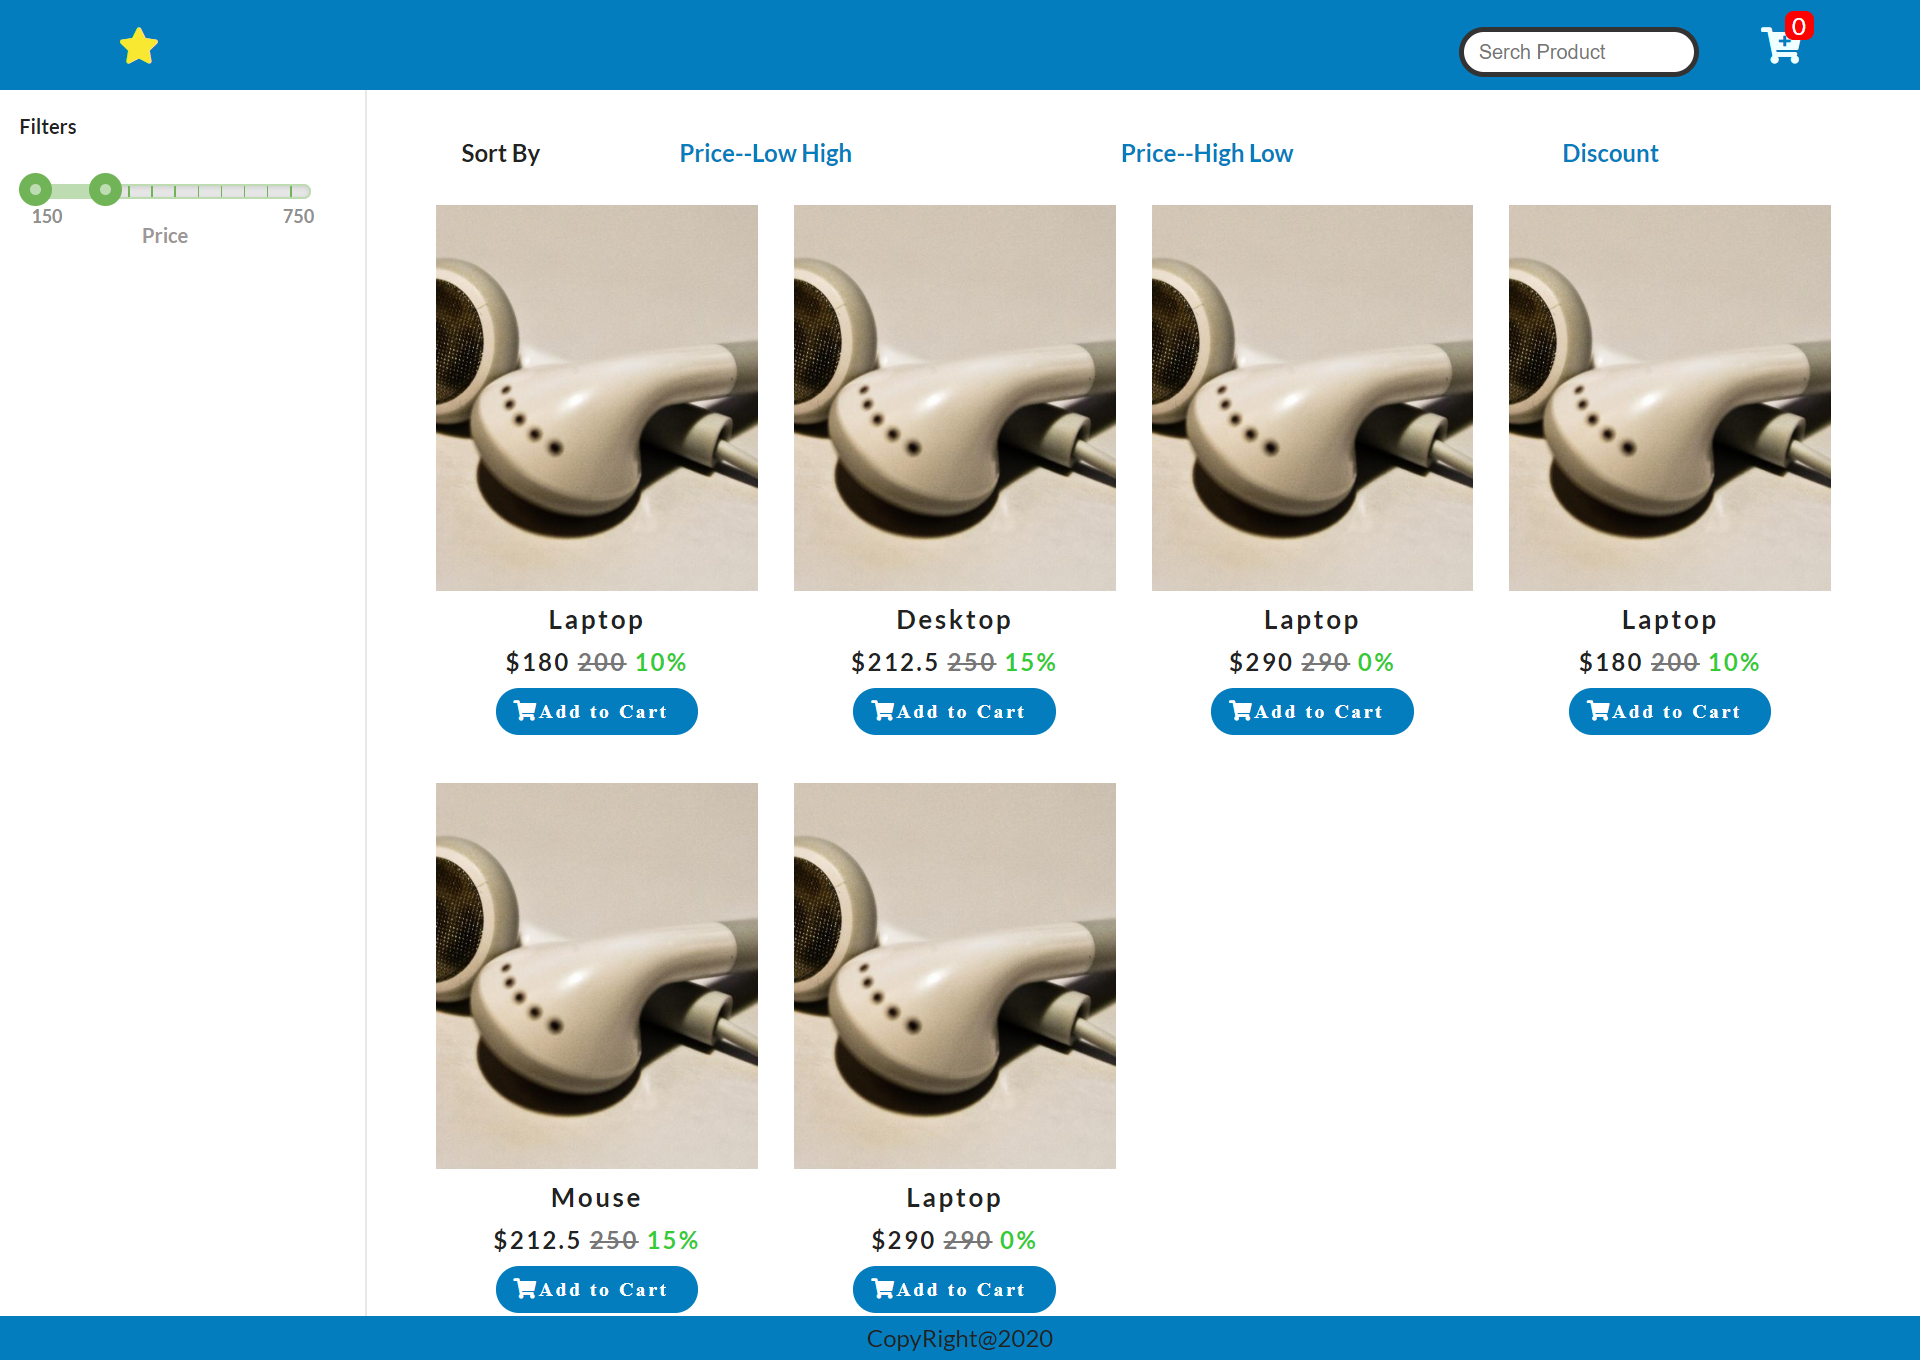 Serch Product
0
Filters
150 750
Price
Sort By Price--Low High Price--High Low Discount
Laptop Desktop Laptop Laptop
$180 200 10% $212.5 250 15% $290 290 0% $180 200 10%
Add to Cart Add to Cart Add to Cart Add to Cart
Mouse Laptop
$212.5 250 15% $290 290 0%
Add to Cart Add to Cart
CopyRight@2020